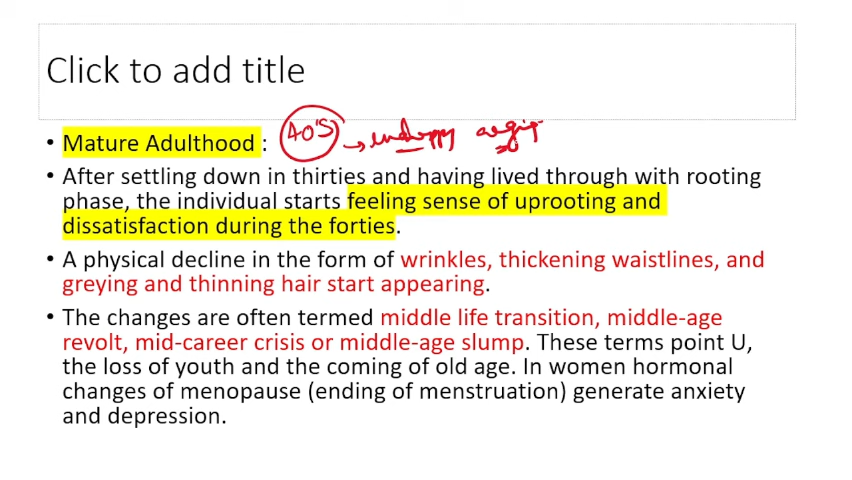 Click to add title
• Mature Adulthood : 40's → unhappy aeging
• After settling down in thirties and having lived through with rooting
phase, the individual starts feeling sense of uprooting and
dissatisfaction during the forties.
• A physical decline in the form of wrinkles, thickening waistlines, and
greying and thinning hair start appearing.
• The changes are often termed middle life transition, middle-age
revolt, mid-career crisis or middle-age slump. These terms point U,
the loss of youth and the coming of old age. In women hormonal
changes of menopause (ending of menstruation) generate anxiety
and depression.